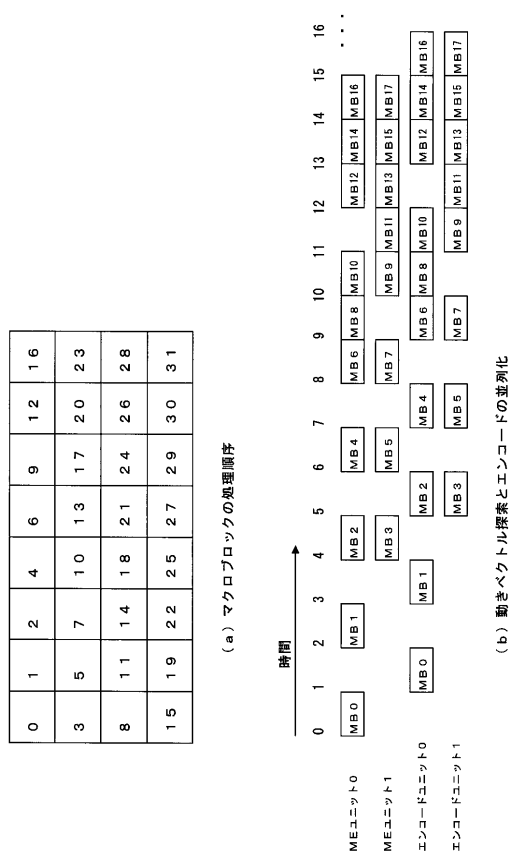 0 1 2 4 6 9 12 16
3 5 7 10 13 17 20 23
8 11 14 18 21 24 26 28
15 19 22 25 27 29 30 31
(a) マクロブロックの処理順序
時間
0 1 2 3 4 5 6 7 8 9 10 11 12 13 14 15 16 ...
MEユニット0 MB0 MB1 MB2 MB4 MB6 MB8 MB10 MB12 MB14 MB16
MEユニット1 MB3 MB5 MB7 MB9 MB11 MB13 MB15 MB17
エンコードユニット0 MB0 MB1 MB2 MB4 MB6 MB8 MB10 MB12 MB14 MB16
エンコードユニット1 MB3 MB5 MB7 MB9 MB11 MB13 MB15 MB17
(b) 動きベクトル探索とエンコードの並列化